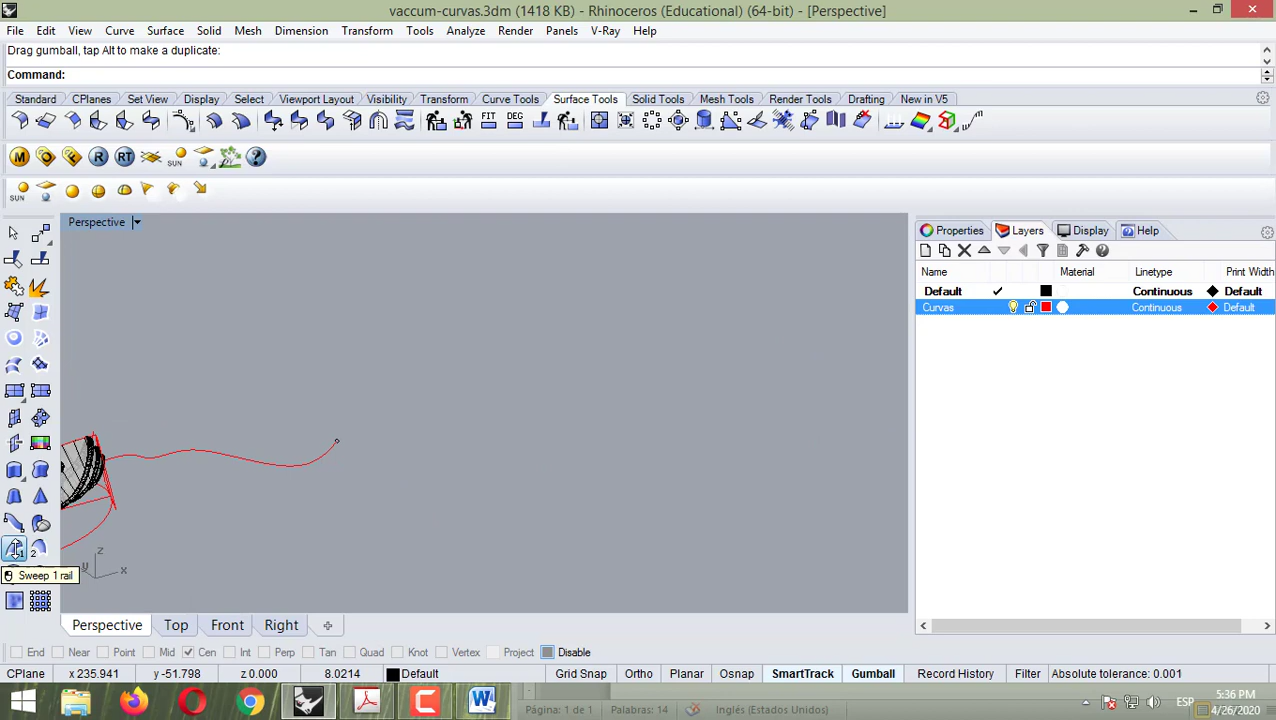 vaccum-curvas.3dm (1418 KB) - Rhinoceros (Educational) (64-bit) - [Perspective]
File Edit View Curve Surface Solid Mesh Dimension Transform Tools Analyze Render Panels V-Ray Help
Drag gumball, tap Alt to make a duplicate:
Command:
Standard CPlanes Set View Display Select Viewport Layout Visibility Transform Curve Tools Surface Tools Solid Tools Mesh Tools Render Tools Drafting New in V5
FIT DEG
M O F R RT SUN ?
SUN
Perspective
Properties Layers Display Help
Name Material Linetype Print Width
Default Continuous Default
Curvas Continuous Default
z
y x
1 2
Sweep 1 rail
Perspective Top Front Right
End Near Point Mid Cen Int Perp Tan Quad Knot Vertex Project Disable
CPlane x 235.941 y -51.798 z 0.000 8.0214 Default Grid Snap Ortho Planar Osnap SmartTrack Gumball Record History Filter Absolute tolerance: 0.001
Página: 1 de 1 Palabras: 14 Inglés (Estados Unidos)
ESP
5:36 PM
4/26/2020